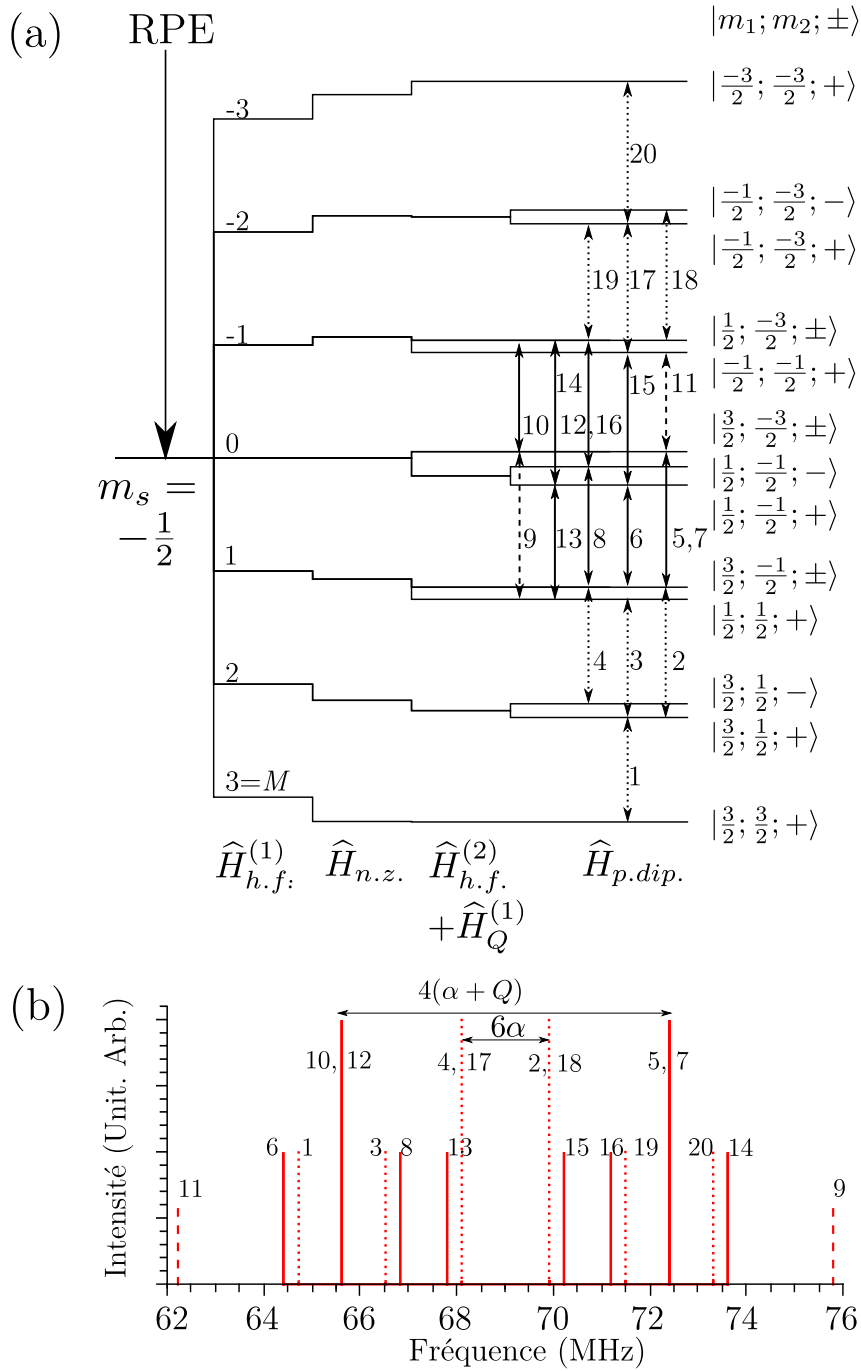 (a)
RPE
|m₁; m₂; ±⟩
-3
|-3/2; -3/2; +⟩
20
-2
|-1/2; -3/2; −⟩
|-1/2; -3/2; +⟩
19 17 18
-1
|1/2; -3/2; ±⟩
|-1/2; -1/2; +⟩
14 15 11
10 12,16
0
|3/2; -3/2; ±⟩
|1/2; -1/2; −⟩
|1/2; -1/2; +⟩
mₛ =
− 1/2
9 13 8 6 5,7
1
|3/2; -1/2; ±⟩
|1/2; 1/2; +⟩
4 3 2
2
|3/2; 1/2; −⟩
|3/2; 1/2; +⟩
1
3=M
|3/2; 3/2; +⟩
Ĥ_{h.f.}^{(1)} Ĥ_{n.z.} Ĥ_{h.f.}^{(2)} Ĥ_{p.dip.}
+Ĥ_Q^{(1)}
(b)
Intensité (Unit. Arb.)
4(α + Q)
6α
10, 12 4, 17 2, 18 5, 7
6 1 3 8 13 15 16 19 20 14
11 9
62 64 66 68 70 72 74 76
Fréquence (MHz)